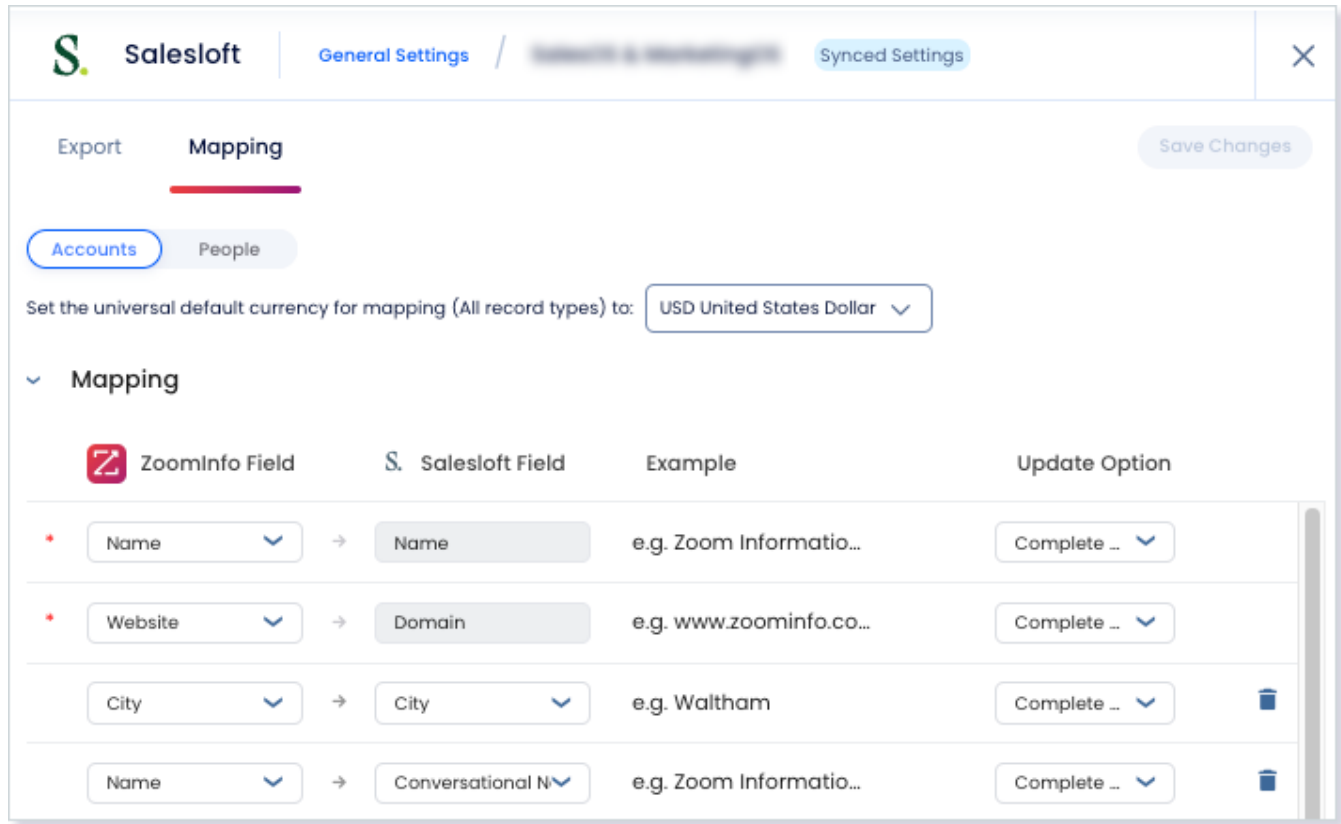 S. Salesloft General Settings / Synced Settings
Export Mapping Save Changes
Accounts People
Set the universal default currency for mapping (All record types) to: USD United States Dollar
Mapping
ZoomInfo Field S. Salesloft Field Example Update Option
* Name → Name e.g. Zoom Informatio... Complete ...
* Website → Domain e.g. www.zoominfo.co... Complete ...
City → City e.g. Waltham Complete ...
Name → Conversational N e.g. Zoom Informatio... Complete ...